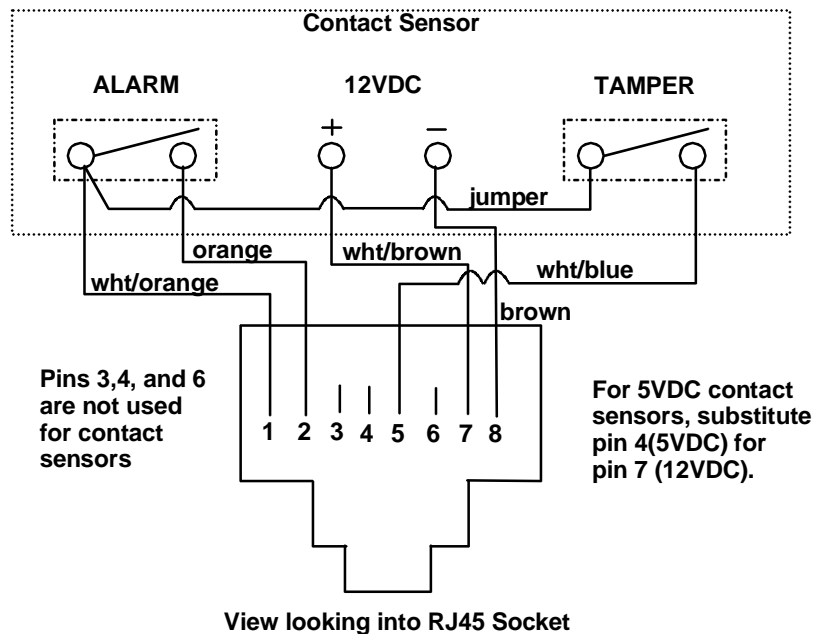 Contact Sensor
ALARM
12VDC
TAMPER
+
−
jumper
orange
wht/brown
wht/blue
wht/orange
brown
Pins 3,4, and 6
are not used
for contact
sensors
1 2 3 4 5 6 7 8
For 5VDC contact
sensors, substitute
pin 4(5VDC) for
pin 7 (12VDC).
View looking into RJ45 Socket